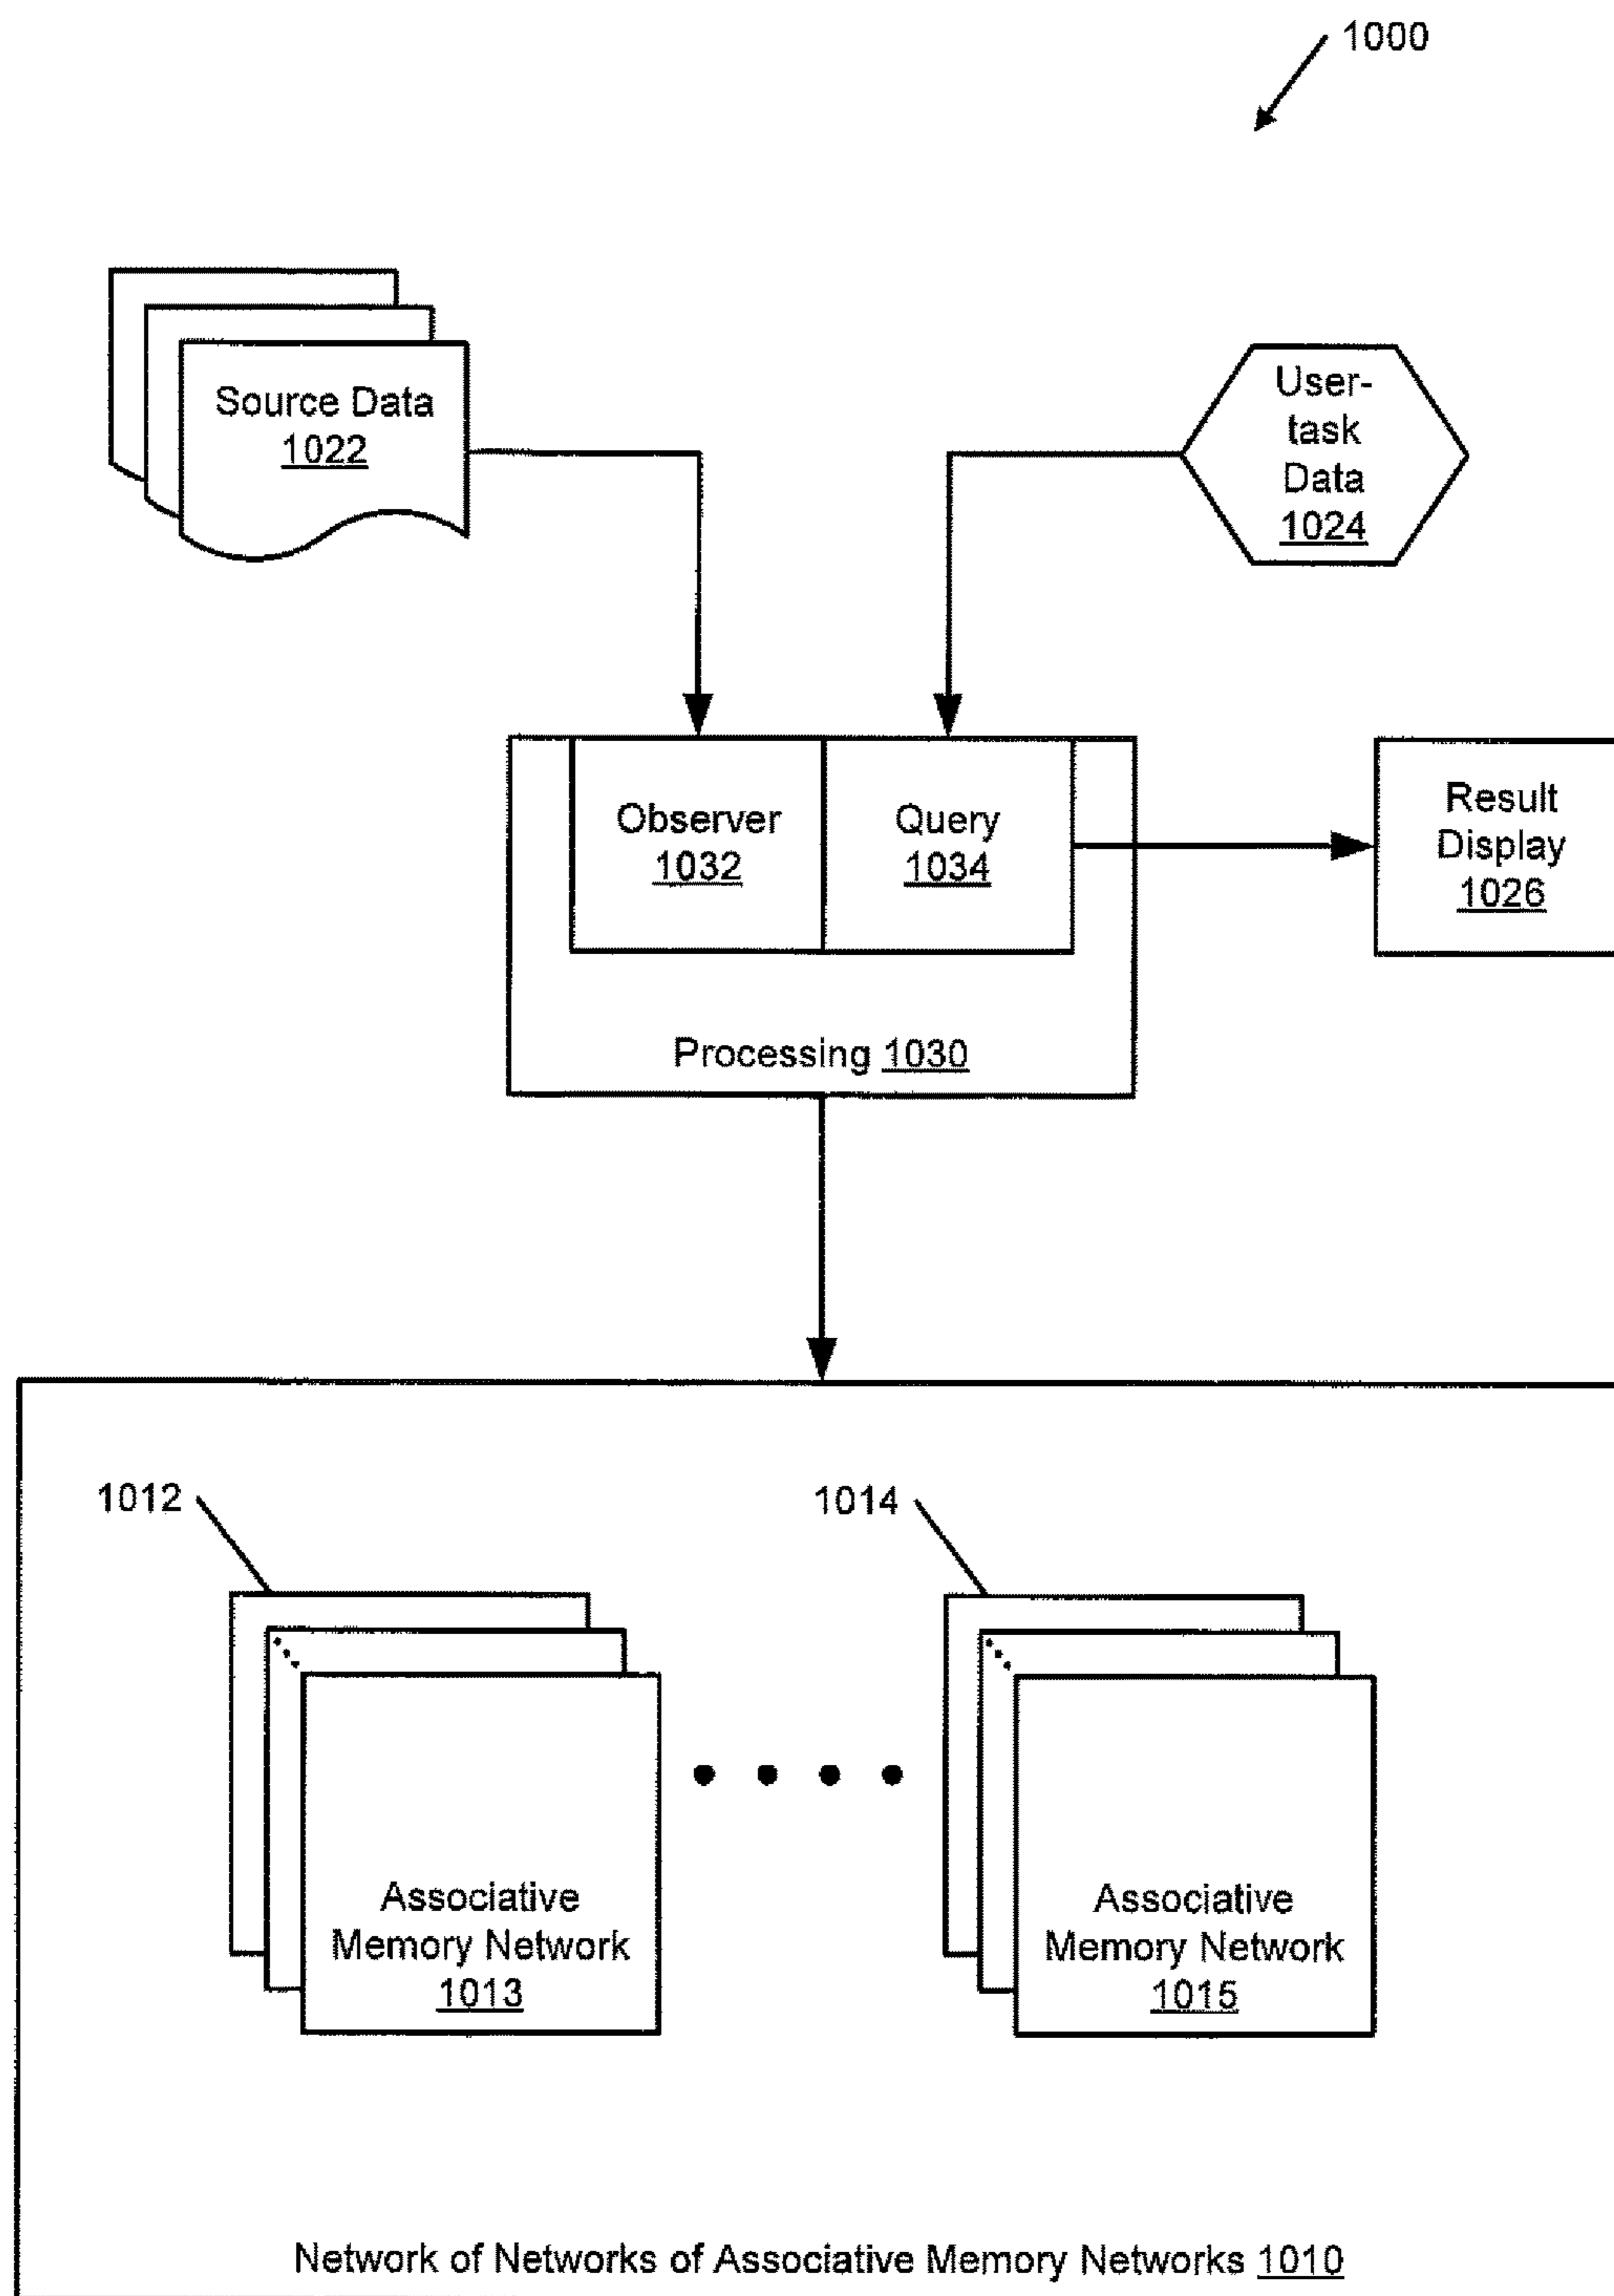 1000
Source Data
1022
User-
task
Data
1024
Observer
1032
Query
1034
Result
Display
1026
Processing 1030
1012
1014
Associative
Memory Network
1013
Associative
Memory Network
1015
Network of Networks of Associative Memory Networks 1010